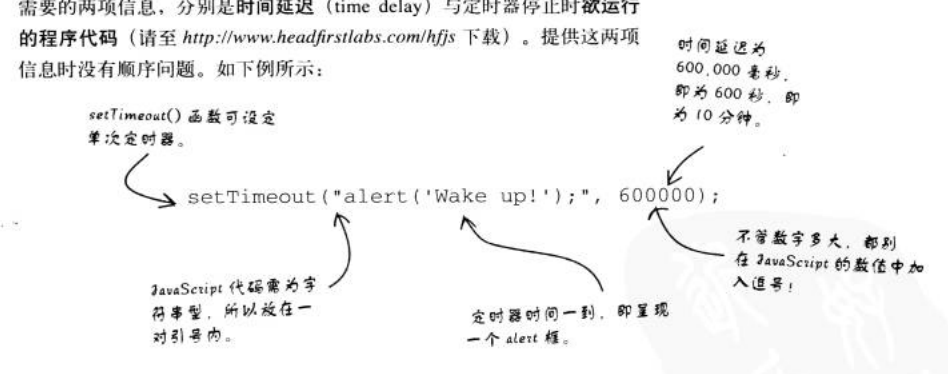 需要的两项信息，分别是时间延迟（time delay）与定时器停止时欲运行
的程序代码（请至 http://www.headfirstlabs.com/hfjs 下载）。提供这两项
信息时没有顺序问题。如下例所示：
时间延迟为
600,000 毫秒，
即为 600 秒，即
为 10 分钟。
setTimeout() 函数可设定
单次定时器。
setTimeout("alert('Wake up!');", 600000);
不管数字多大，都别
在 JavaScript 的数值中加
入逗号！
JavaScript 代码需为字
符串型，所以放在一
对引号内。
定时器时间一到，即呈现
一个 alert 框。